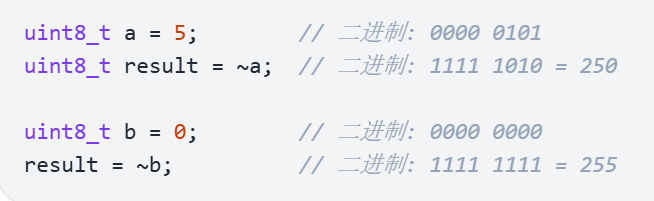 uint8_t a = 5;        // 二进制: 0000 0101
uint8_t result = ~a;  // 二进制: 1111 1010 = 250
uint8_t b = 0;        // 二进制: 0000 0000
result = ~b;          // 二进制: 1111 1111 = 255